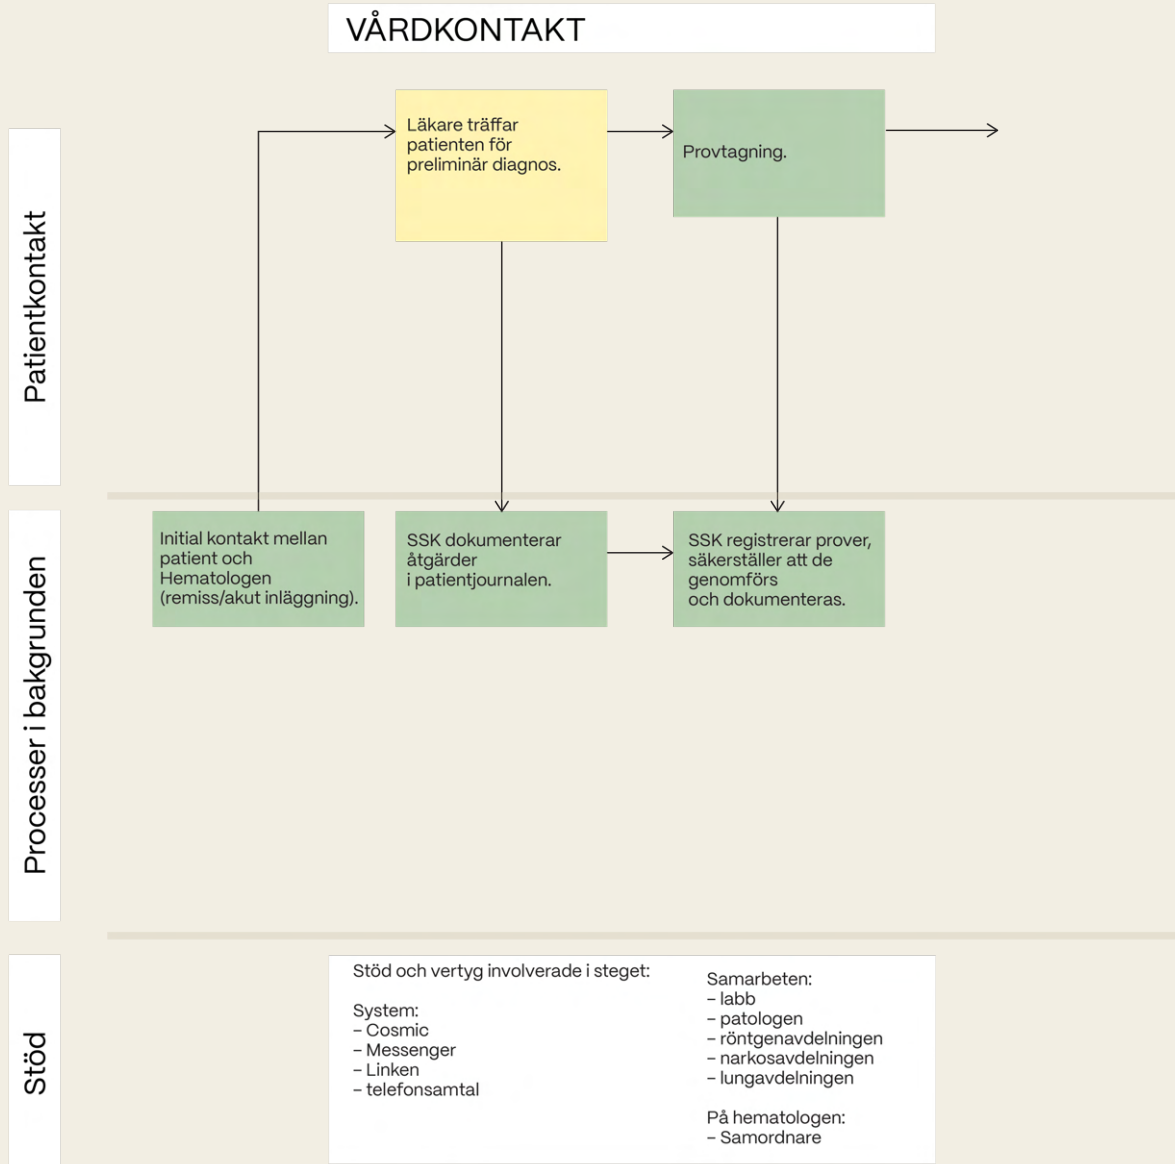 VÅRDKONTAKT
Patientkontakt
Läkare träffar
patienten för
preliminär diagnos.
Provtagning.
Processer i bakgrunden
Initial kontakt mellan
patient och
Hematologen
(remiss/akut inläggning).
SSK dokumenterar
åtgärder
i patientjournalen.
SSK registrerar prover,
säkerställer att de
genomförs
och dokumenteras.
Stöd
Stöd och vertyg involverade i steget:
System:
– Cosmic
– Messenger
– Linken
– telefonsamtal
Samarbeten:
– labb
– patologen
– röntgenavdelningen
– narkosavdelningen
– lungavdelningen
På hematologen:
– Samordnare